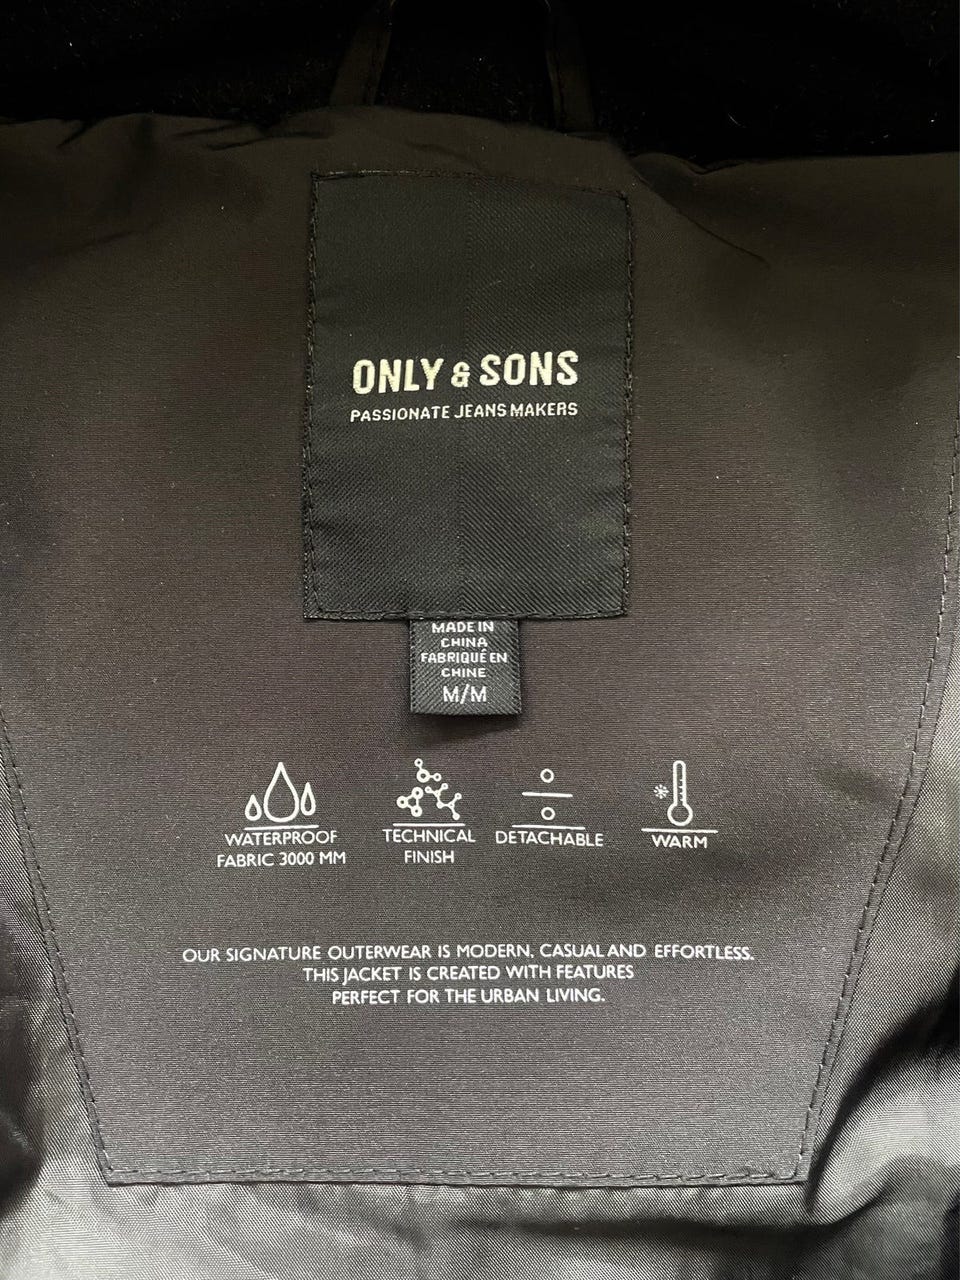 ONLY & SONS
PASSIONATE JEANS MAKERS
MADE IN
CHINA
FABRIQUÉ EN
CHINE
M/M
WATERPROOF
FABRIC 3000 MM
TECHNICAL
FINISH
DETACHABLE
WARM
OUR SIGNATURE OUTERWEAR IS MODERN, CASUAL AND EFFORTLESS.
THIS JACKET IS CREATED WITH FEATURES
PERFECT FOR THE URBAN LIVING.